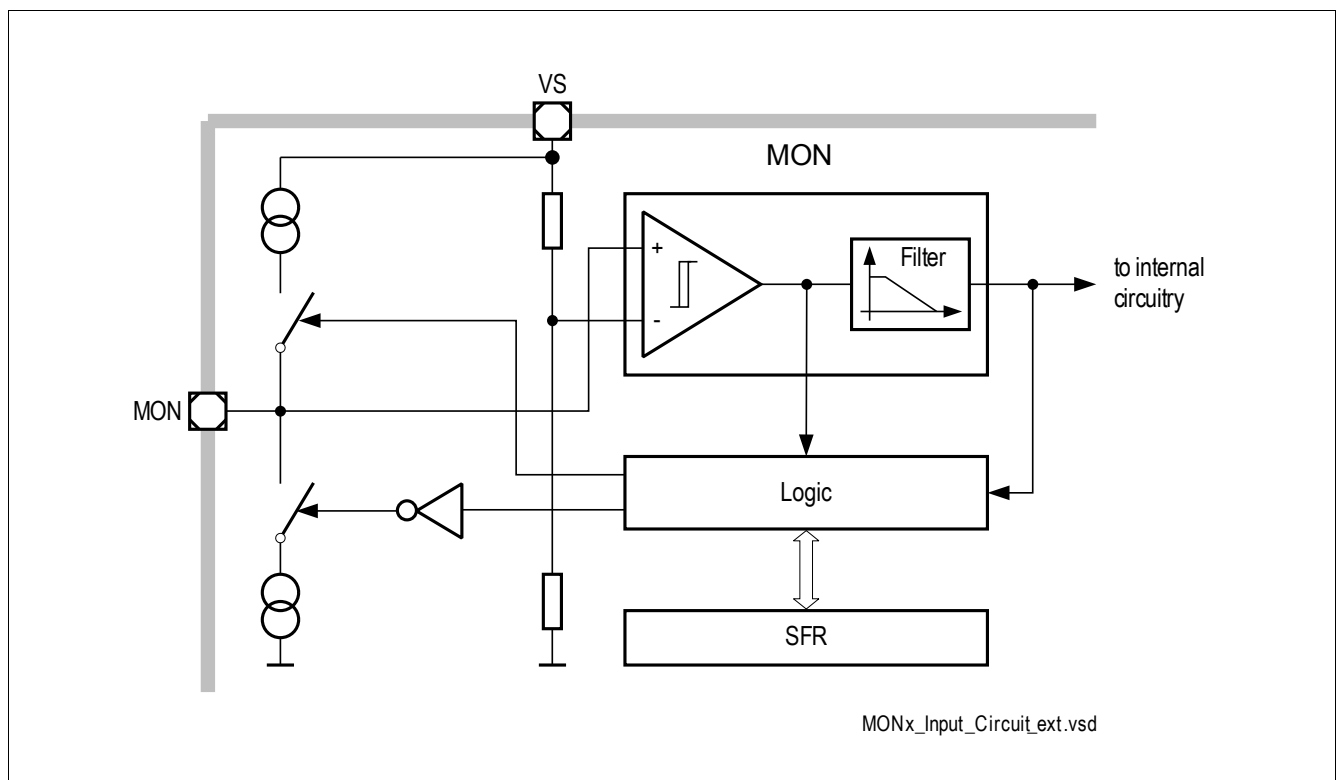 VS
MON
+
Filter
to internal
circuitry
-
MON
Logic
SFR
MONx_Input_Circuit_ext.vsd